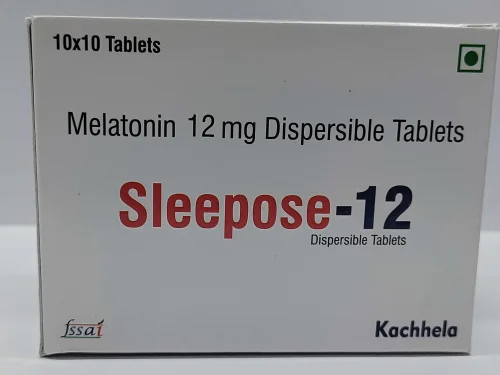 10x10 Tablets
Melatonin 12 mg Dispersible Tablets
Sleepose-12
Dispersible Tablets
fssai
Kachhela